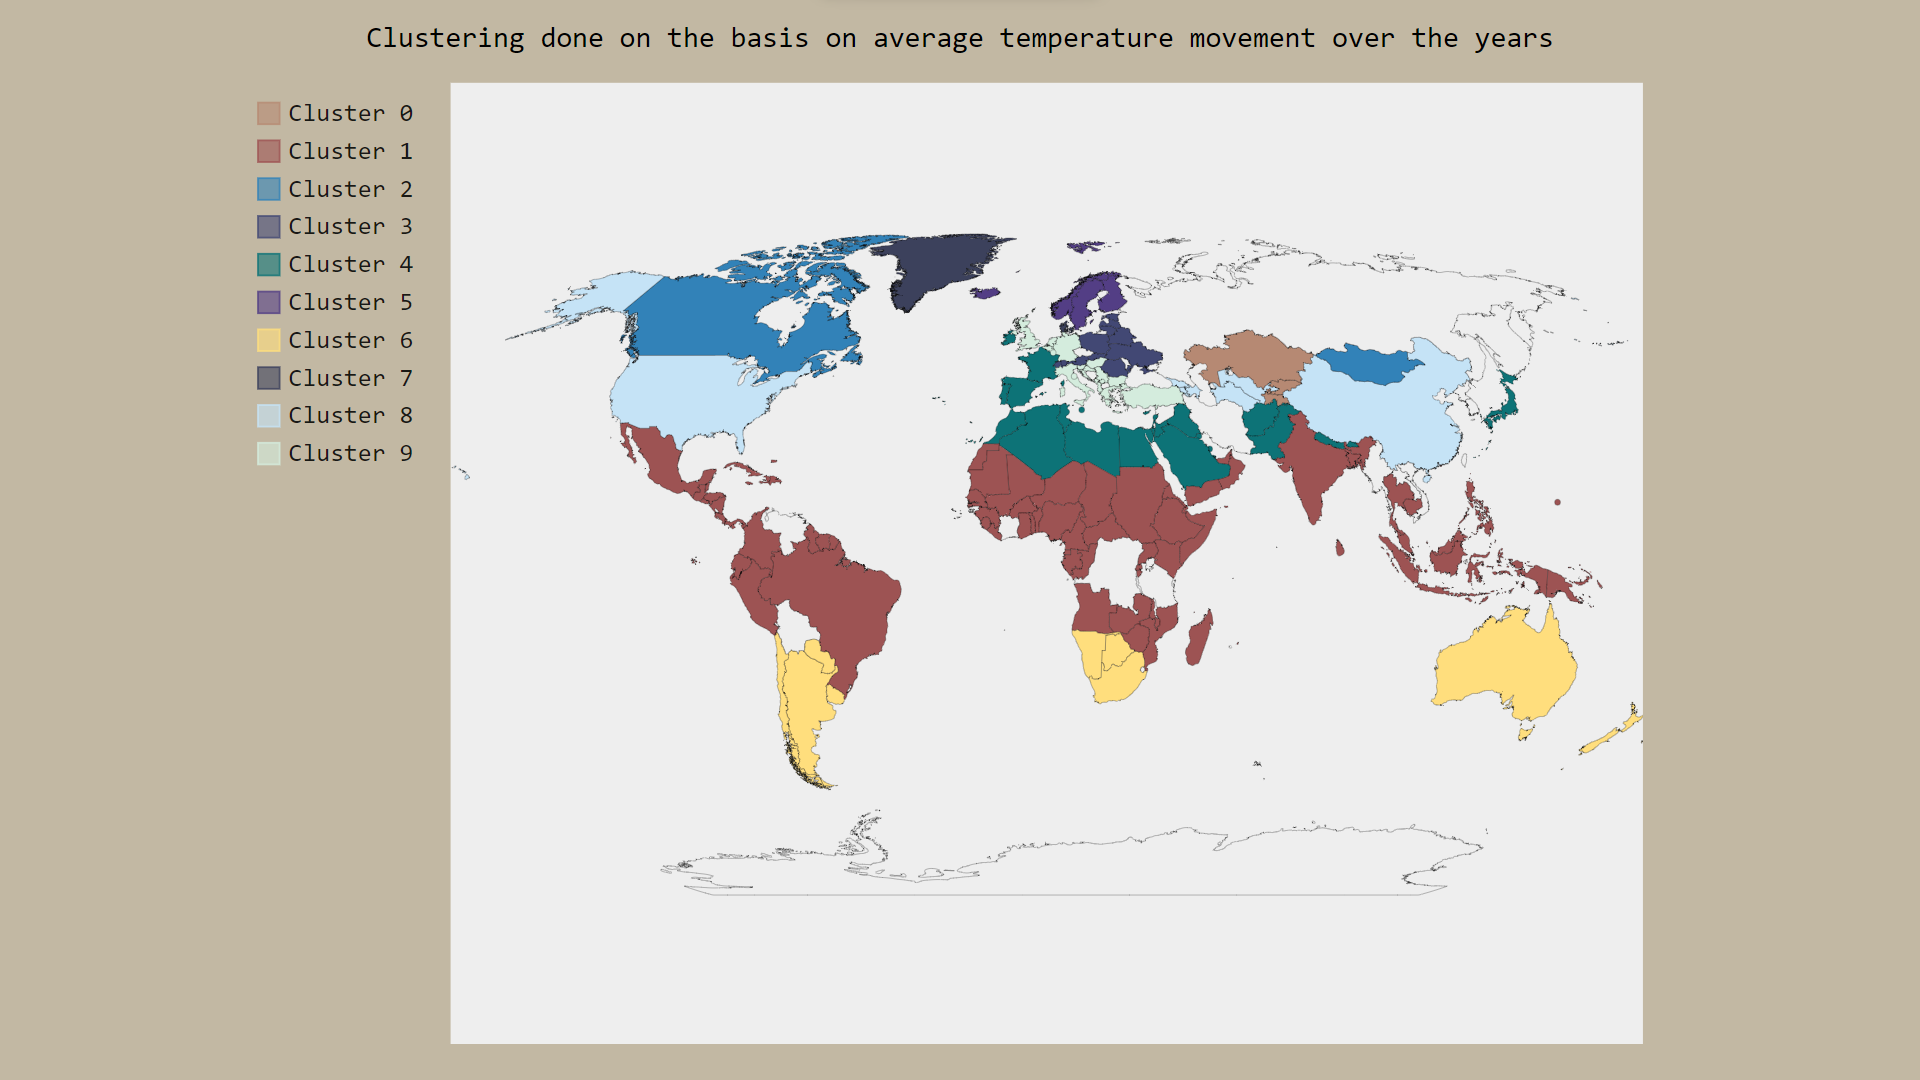 Clustering done on the basis on average temperature movement over the years
Cluster 0
Cluster 1
Cluster 2
Cluster 3
Cluster 4
Cluster 5
Cluster 6
Cluster 7
Cluster 8
Cluster 9